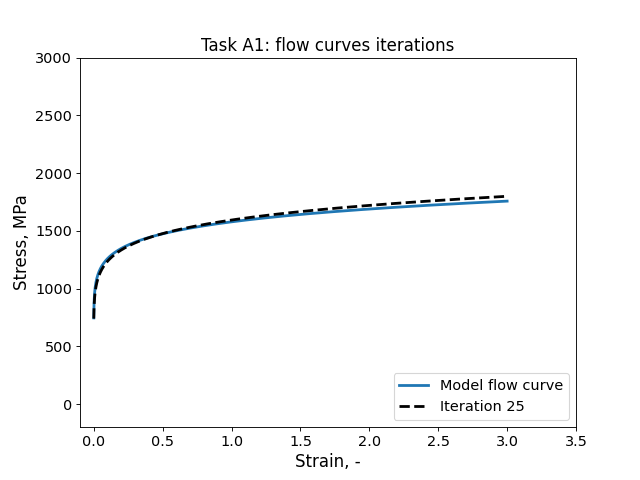 Task A1: flow curves iterations
3000
2500
2000
1500
1000
500
0
Stress, MPa
0.0 0.5 1.0 1.5 2.0 2.5 3.0 3.5
Strain, -
Model flow curve
Iteration 25